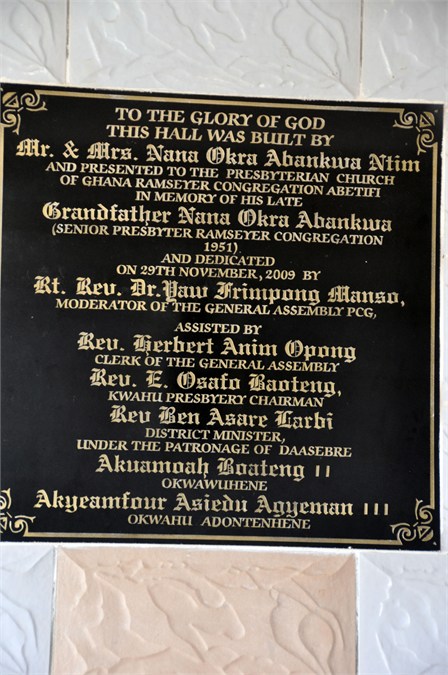 TO THE GLORY OF GOD
THIS HALL WAS BUILT BY
Mr. & Mrs. Nana Okra Abankwa Ntim
AND PRESENTED TO THE PRESBYTERIAN CHURCH
OF GHANA RAMSEYER CONGREGATION ABETIFI
IN MEMORY OF HIS LATE
Grandfather Nana Okra Abankwa
(SENIOR PRESBYTER RAMSEYER CONGREGATION
1951)
AND DEDICATED
ON 29TH NOVEMBER, 2009 BY
Rt. Rev. Dr.Yaw Frimpong Manso,
MODERATOR OF THE GENERAL ASSEMBLY PCG,
ASSISTED BY
Rev. Herbert Anim Opong
CLERK OF THE GENERAL ASSEMBLY
Rev. E. Osafo Baoteng,
KWAHU PRESBYERY CHAIRMAN
Rev Ben Asare Larbi
DISTRICT MINISTER,
UNDER THE PATRONAGE OF DAASEBRE
Akuamoah Boateng II
OKWAWUHENE
Akyeamfour Asiedu Agyeman III
OKWAHU ADONTENHENE